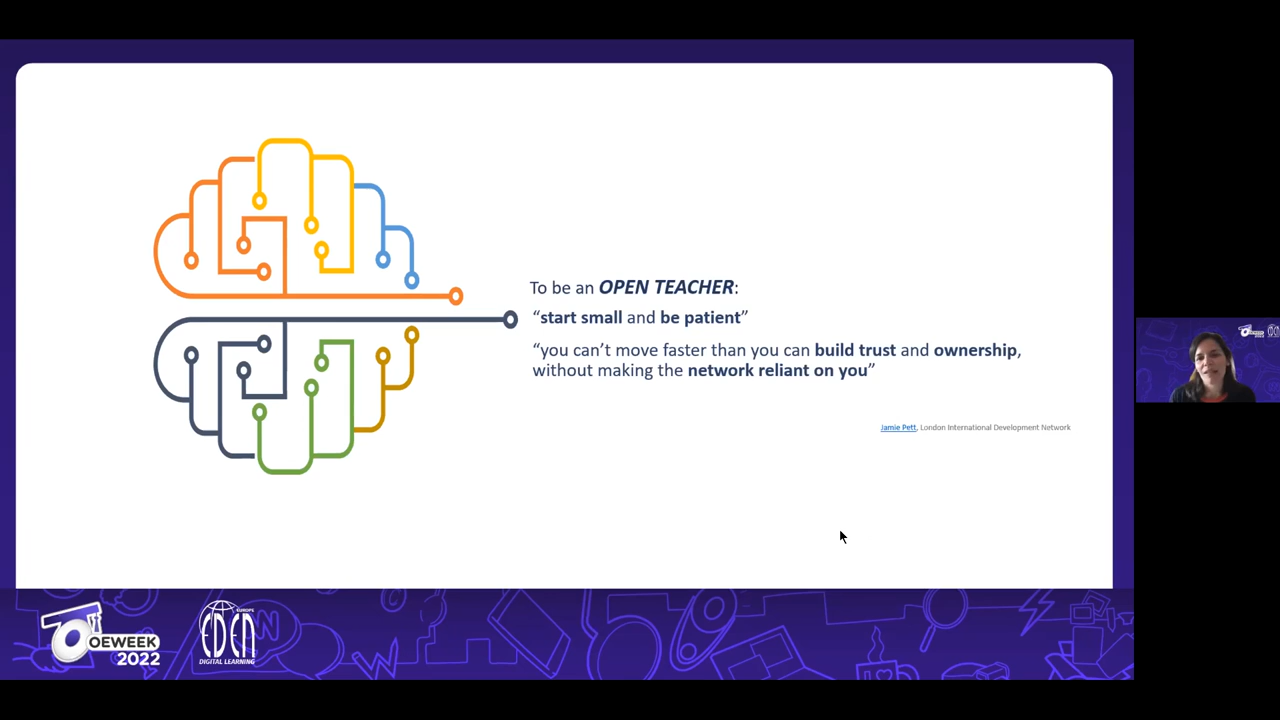 To be an OPEN TEACHER:
“start small and be patient”
“you can’t move faster than you can build trust and ownership,
without making the network reliant on you”
Jamie Pett, London International Development Network
OEWEEK
2022
EUROPE
EDEN
DIGITAL LEARNING